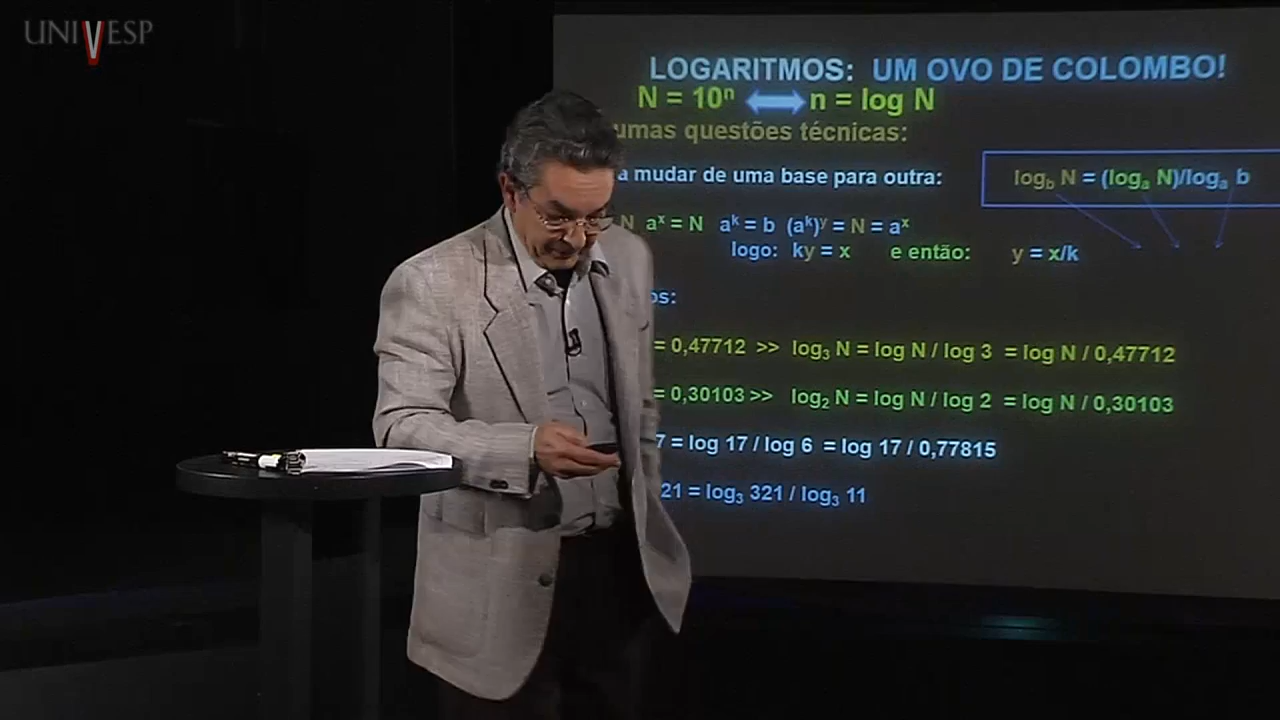 UNIVESP
LOGARITMOS: UM OVO DE COLOMBO!
N = 10ⁿ ⟷ n = log N
umas questões técnicas:
a mudar de uma base para outra:
log_b N = (log_a N)/log_a b
N aˣ = N aᵏ = b (aᵏ)ʸ = N = aˣ
logo: ky = x e então: y = x/k
os:
= 0,47712 >> log₃ N = log N / log 3 = log N / 0,47712
= 0,30103 >> log₂ N = log N / log 2 = log N / 0,30103
7 = log 17 / log 6 = log 17 / 0,77815
21 = log₃ 321 / log₃ 11